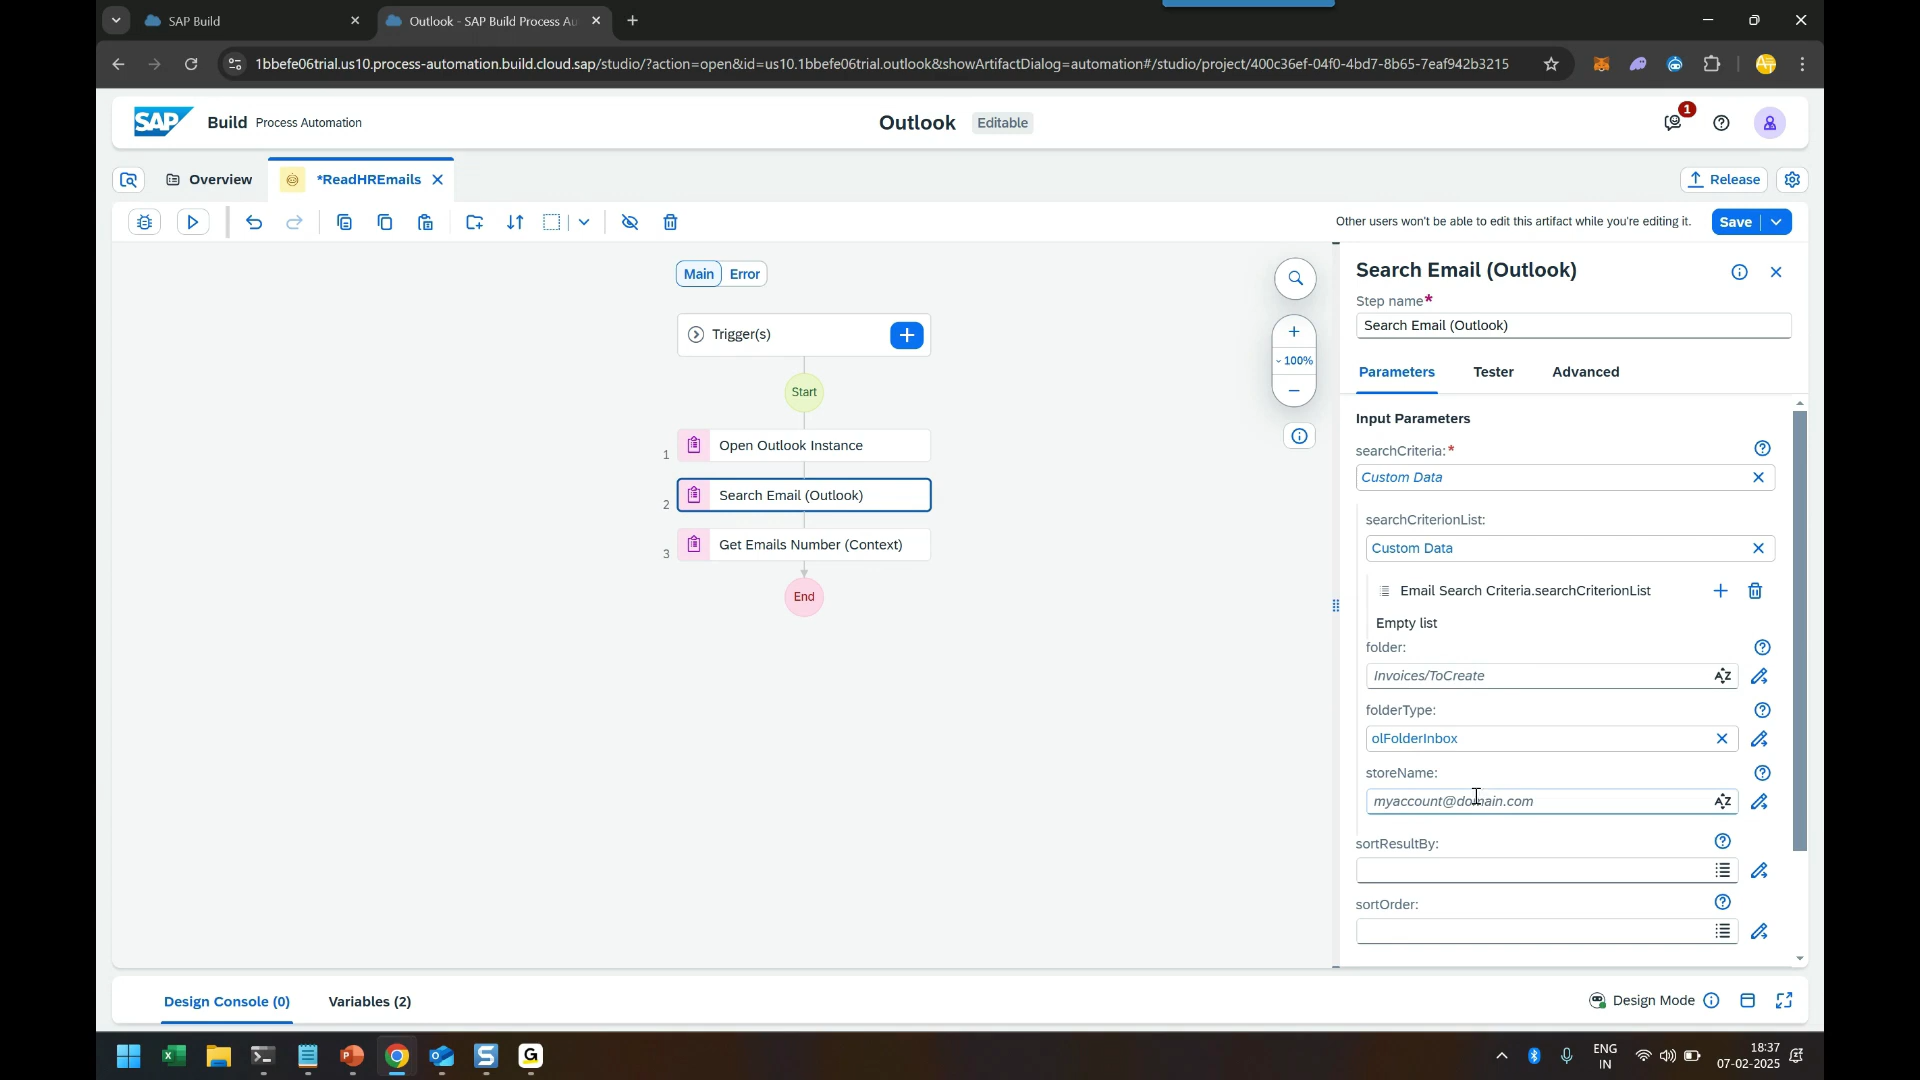 SAP Build
Outlook - SAP Build Process Au
1bbefe06trial.us10.process-automation.build.cloud.sap/studio/?action=open&id=us10.1bbefe06trial.outlook&showArtifactDialog=automation#/studio/project/400c36ef-04f0-4bd7-8b65-7eaf942b3215
SAP Build Process Automation
Outlook Editable
1
Overview
*ReadHREmails
Release
Other users won't be able to edit this artifact while you're editing it.
Save
Main Error
Trigger(s)
Start
1 Open Outlook Instance
2 Search Email (Outlook)
3 Get Emails Number (Context)
End
100%
Search Email (Outlook)
Step name*
Search Email (Outlook)
Parameters Tester Advanced
Input Parameters
searchCriteria:*
Custom Data
searchCriterionList:
Custom Data
Email Search Criteria.searchCriterionList
Empty list
folder:
Invoices/ToCreate
folderType:
olFolderInbox
storeName:
myaccount@domain.com
sortResultBy:
sortOrder:
Design Console (0) Variables (2)
Design Mode
ENG
IN
18:37
07-02-2025